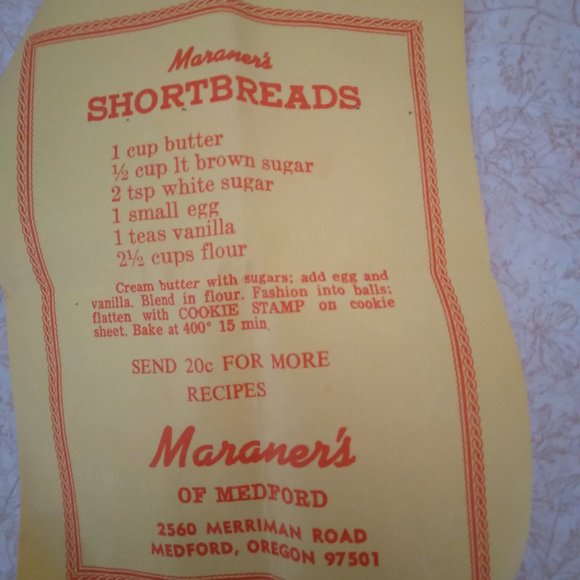 Maraner's
SHORTBREADS
1 cup butter
½ cup lt brown sugar
2 tsp white sugar
1 small egg
1 teas vanilla
2½ cups flour
Cream butter with sugars; add egg and
vanilla. Blend in flour. Fashion into balls;
flatten with COOKIE STAMP on cookie
sheet. Bake at 400° 15 min.
SEND 20c FOR MORE
RECIPES
Maraner's
OF MEDFORD
2560 MERRIMAN ROAD
MEDFORD, OREGON 97501